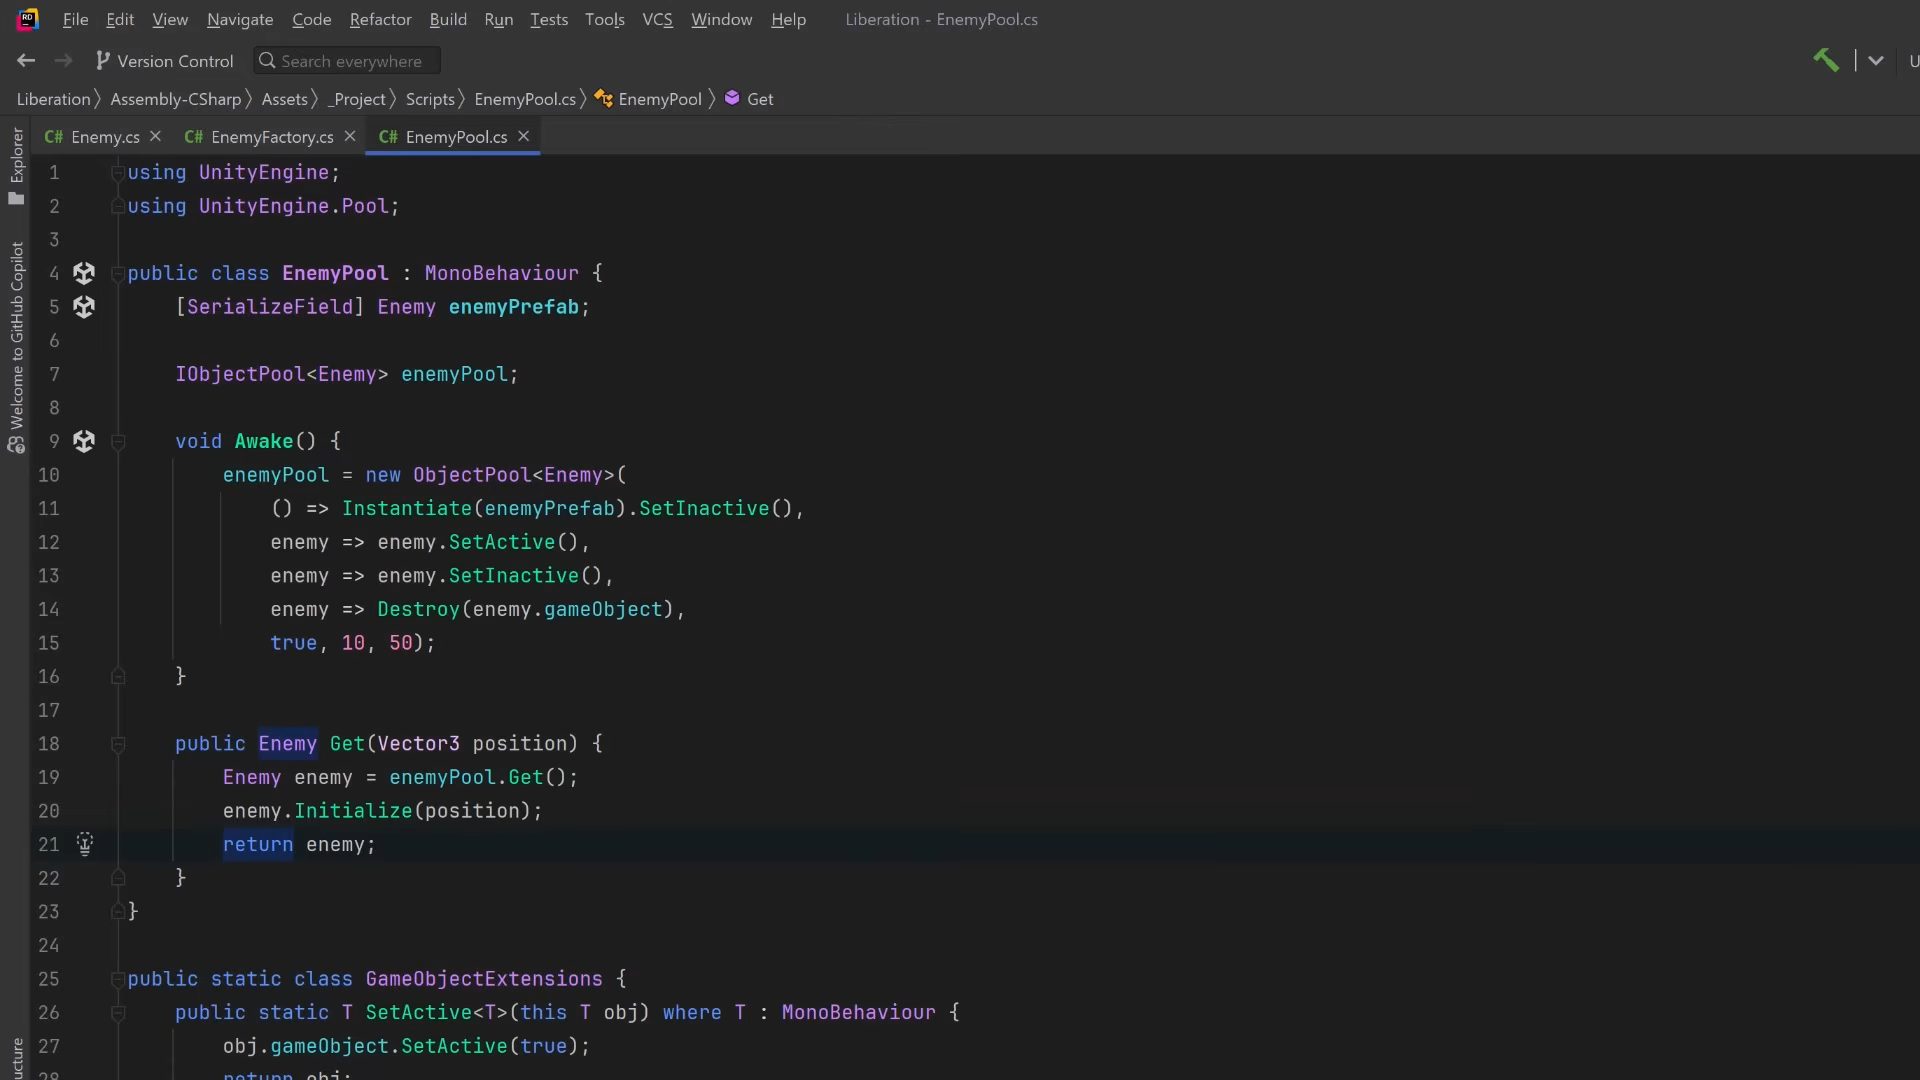 File Edit View Navigate Code Refactor Build Run Tests Tools VCS Window Help Liberation - EnemyPool.cs
Version Control Search everywhere
Liberation Assembly-CSharp Assets _Project Scripts EnemyPool.cs EnemyPool Get
C# Enemy.cs C# EnemyFactory.cs C# EnemyPool.cs
Explorer
Welcome to GitHub Copilot
1 using UnityEngine;
2 using UnityEngine.Pool;
3
4 public class EnemyPool : MonoBehaviour {
5 [SerializeField] Enemy enemyPrefab;
6
7 IObjectPool<Enemy> enemyPool;
8
9 void Awake() {
10 enemyPool = new ObjectPool<Enemy>(
11 () => Instantiate(enemyPrefab).SetInactive(),
12 enemy => enemy.SetActive(),
13 enemy => enemy.SetInactive(),
14 enemy => Destroy(enemy.gameObject),
15 true, 10, 50);
16 }
17
18 public Enemy Get(Vector3 position) {
19 Enemy enemy = enemyPool.Get();
20 enemy.Initialize(position);
21 return enemy;
22 }
23 }
24
25 public static class GameObjectExtensions {
26 public static T SetActive<T>(this T obj) where T : MonoBehaviour {
27 obj.gameObject.SetActive(true);
28 return obj;